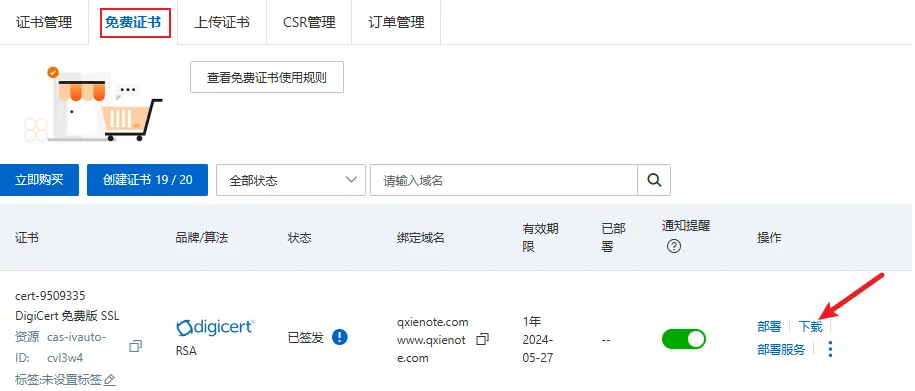 证书管理 免费证书 上传证书 CSR管理 订单管理
查看免费证书使用规则
立即购买 创建证书 19 / 20 全部状态 请输入域名
证书 品牌/算法 状态 绑定域名 有效期限 已部署 通知提醒 操作
cert-9509335
DigiCert 免费版 SSL
资源 cas-ivauto-
ID: cvl3w4
标签:未设置标签
digicert®
RSA
已签发
qxienote.com
www.qxienot
e.com
1年
2024-
05-27
--
部署 下载
部署服务